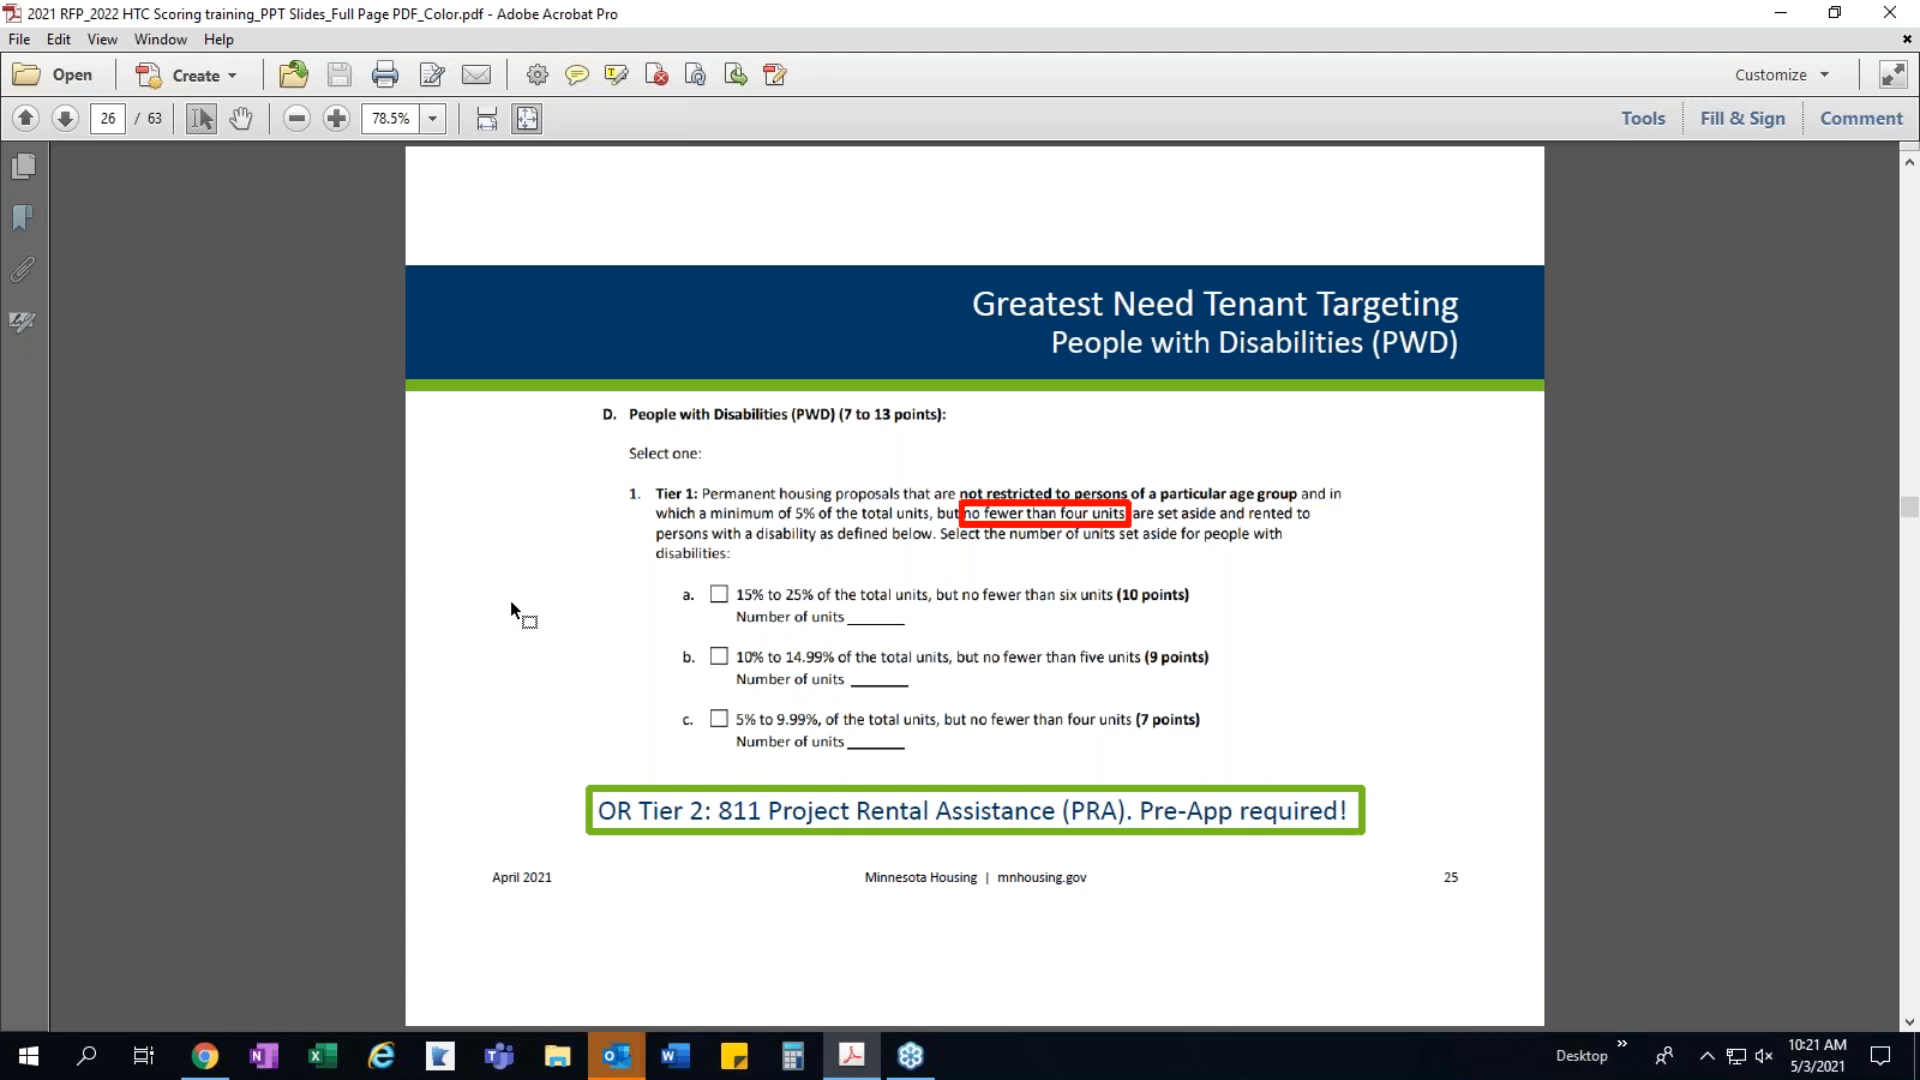 2021 RFP_2022 HTC Scoring training_PPT Slides_Full Page PDF_Color.pdf - Adobe Acrobat Pro
File Edit View Window Help
Open Create Customize
26 / 63 78.5% Tools Fill & Sign Comment
Greatest Need Tenant Targeting
People with Disabilities (PWD)
D. People with Disabilities (PWD) (7 to 13 points):
Select one:
1. Tier 1: Permanent housing proposals that are not restricted to persons of a particular age group and in
which a minimum of 5% of the total units, but no fewer than four units are set aside and rented to
persons with a disability as defined below. Select the number of units set aside for people with
disabilities:
a. 15% to 25% of the total units, but no fewer than six units (10 points)
Number of units
b. 10% to 14.99% of the total units, but no fewer than five units (9 points)
Number of units
c. 5% to 9.99%, of the total units, but no fewer than four units (7 points)
Number of units
OR Tier 2: 811 Project Rental Assistance (PRA). Pre-App required!
April 2021 Minnesota Housing | mnhousing.gov 25
Desktop 10:21 AM
5/3/2021